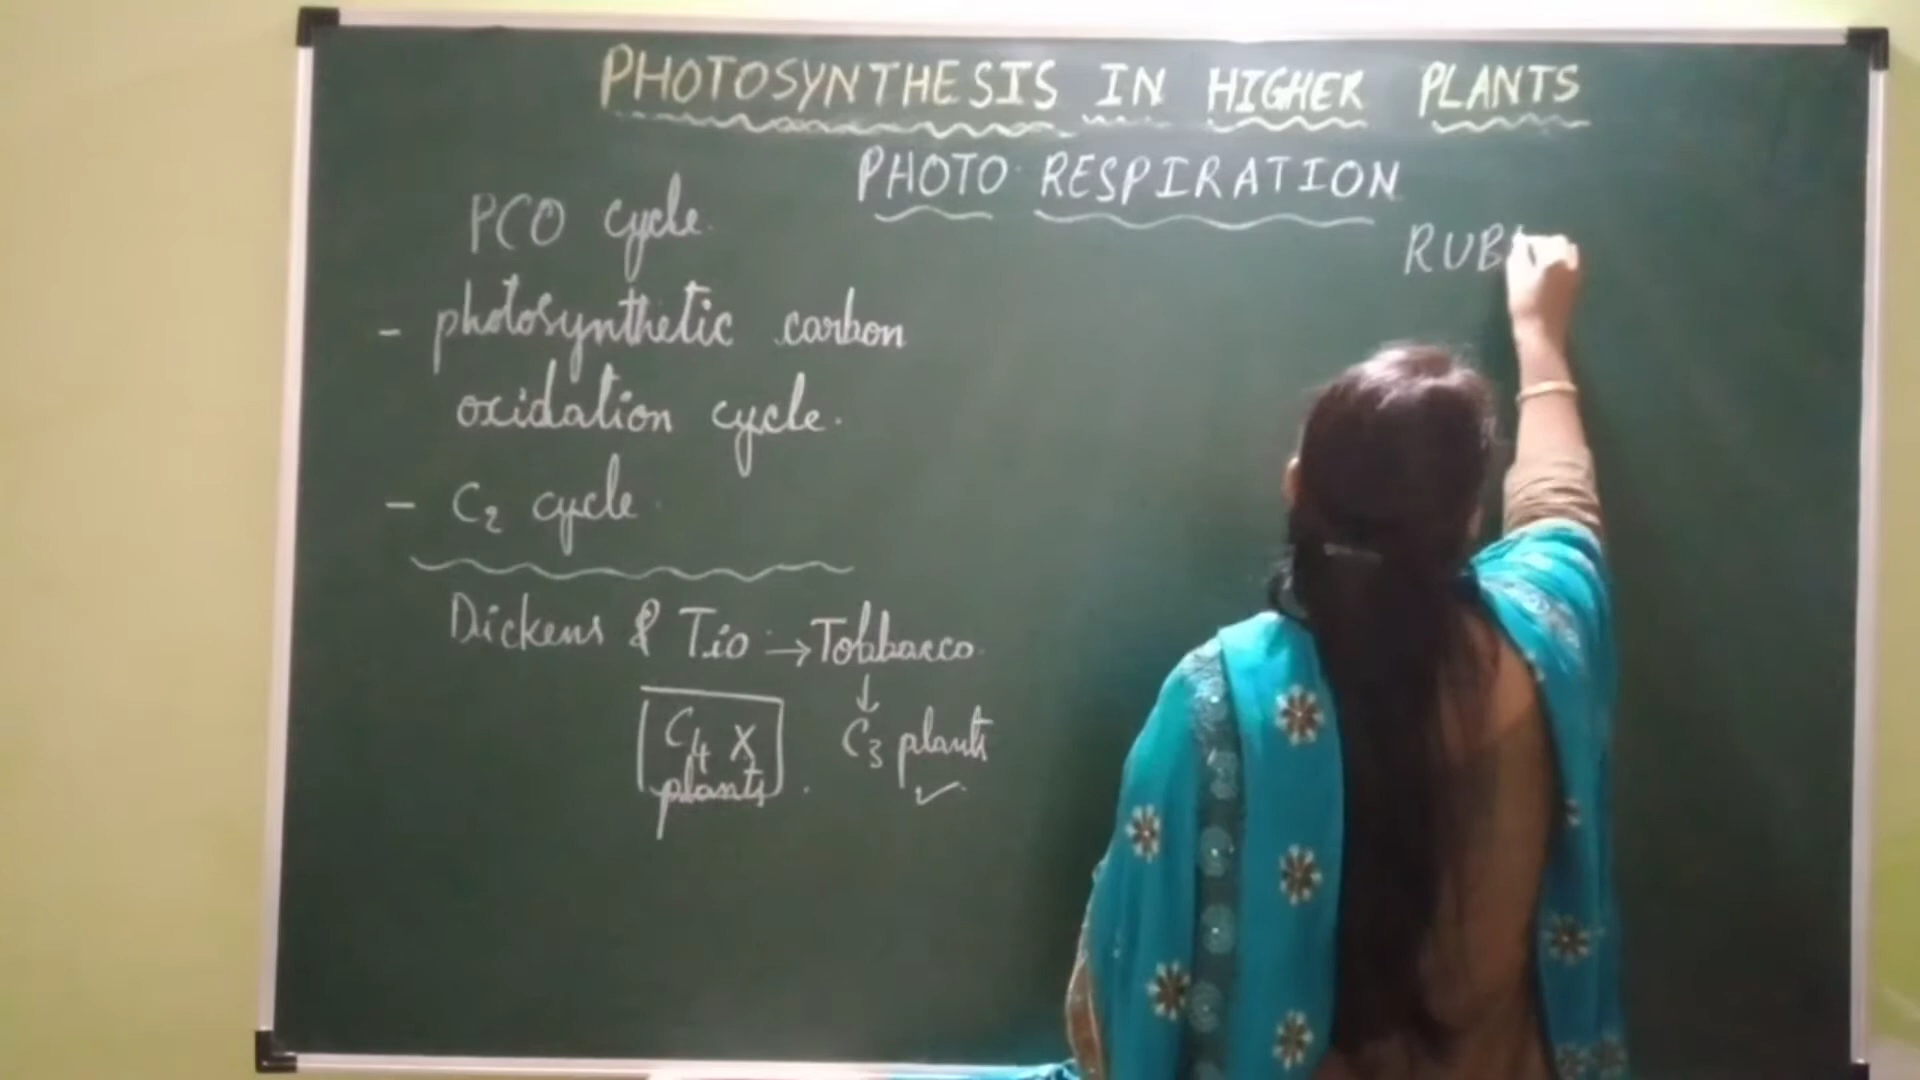 PHOTOSYNTHESIS IN HIGHER PLANTS
PHOTO RESPIRATION
PCO cycle.
- photosynthetic carbon
oxidation cycle.
- C₂ cycle.
Dickens & Tio → Tobbacco.
↓
C₄ X
plants
C₃ plants
✓
RUB